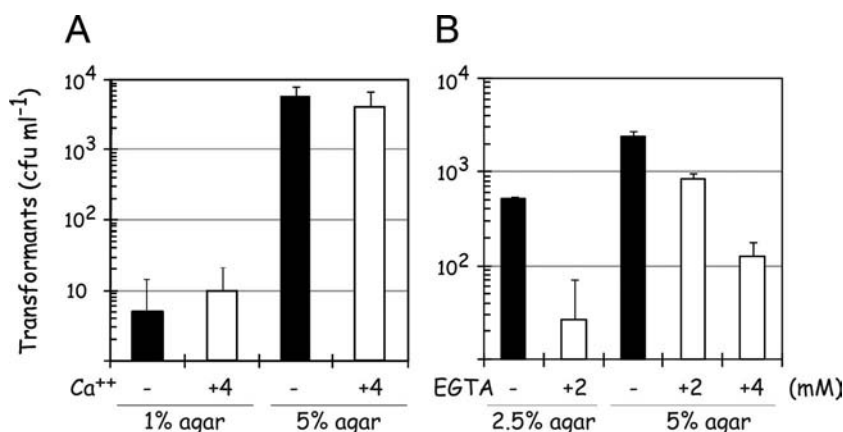 A
B
Transformants (cfu ml⁻¹)
10⁴
10³
10²
10
10⁴
10³
10²
Ca⁺⁺ - +4 - +4
1% agar 5% agar
EGTA - +2 - +2 +4 (mM)
2.5% agar 5% agar